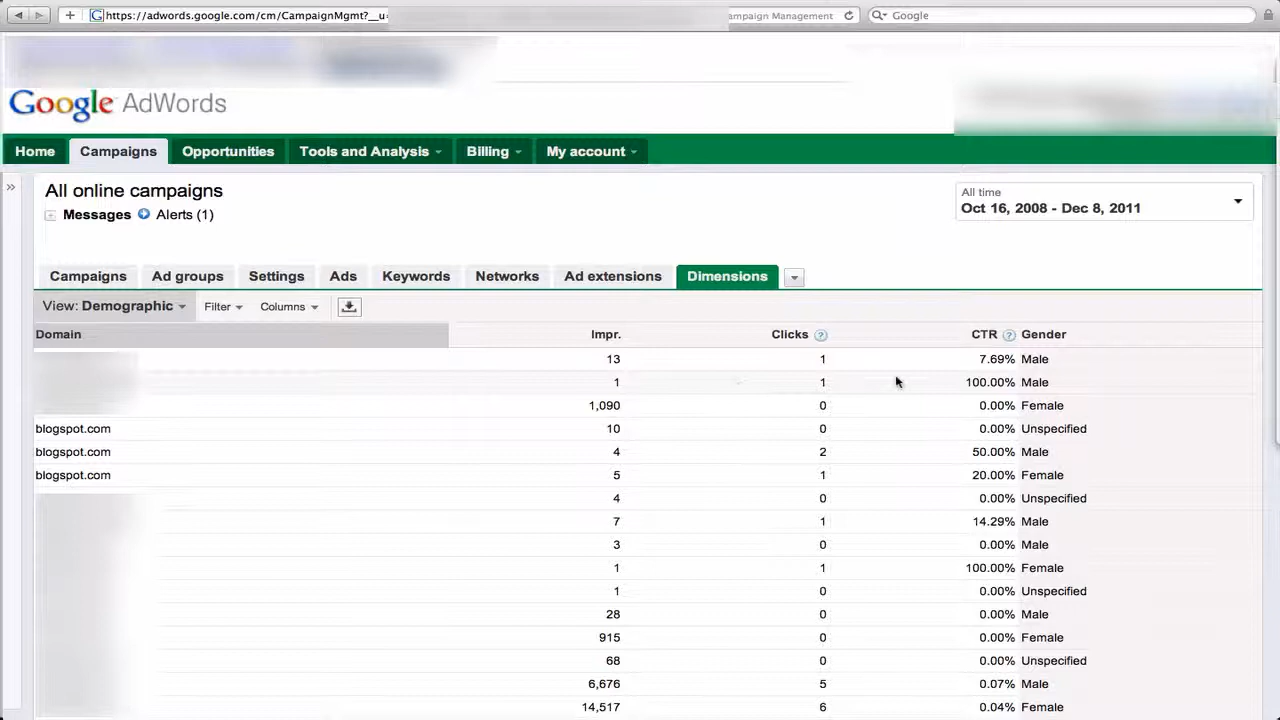 https://adwords.google.com/cm/CampaignMgmt?__u= ampaign Management Google
Google AdWords
Home Campaigns Opportunities Tools and Analysis Billing My account
All online campaigns
Messages Alerts (1)
All time
Oct 16, 2008 - Dec 8, 2011
Campaigns Ad groups Settings Ads Keywords Networks Ad extensions Dimensions
View: Demographic Filter Columns
Domain Impr. Clicks ? CTR ? Gender
13 1 7.69% Male
1 1 100.00% Male
1,090 0 0.00% Female
blogspot.com 10 0 0.00% Unspecified
blogspot.com 4 2 50.00% Male
blogspot.com 5 1 20.00% Female
4 0 0.00% Unspecified
7 1 14.29% Male
3 0 0.00% Male
1 1 100.00% Female
1 0 0.00% Unspecified
28 0 0.00% Male
915 0 0.00% Female
68 0 0.00% Unspecified
6,676 5 0.07% Male
14,517 6 0.04% Female